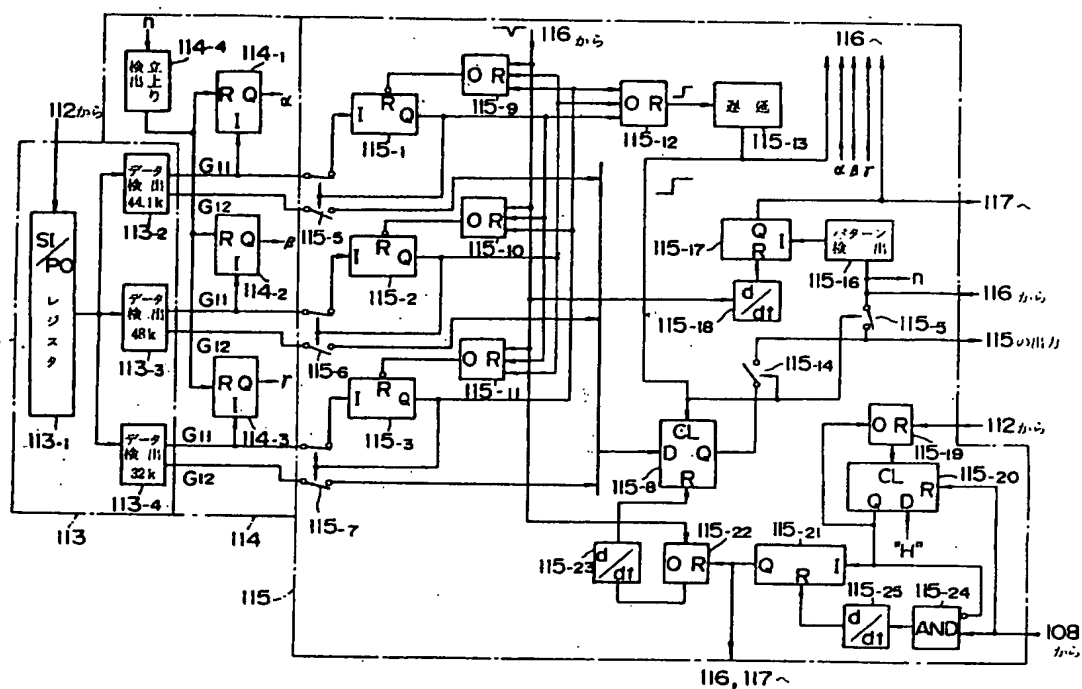 n
114-4
立上り
検出
114-1
R Q
I
α
112から
116から
O R
115-9
I R Q
115-1
O R
115-12
遅延
115-13
116へ
α β γ r
117へ
SI/PO
レジスタ
113-1
データ
検出
44.1k
113-2
G11
G12
115-5
R Q
I
β
114-2
O R
115-10
I R Q
115-2
115-17
Q
R I
パターン
検出
115-16
n
116から
115-5
115の出力
d/dt
115-18
データ
検出
48k
113-3
G11
G12
115-6
R Q
I
r
114-3
O R
115-11
I R Q
115-3
115-14
データ
検出
32k
113-4
G11
G12
115-7
CL
D Q
R
115-8
O R
115-19
112から
CL
Q D R
115-20
"H"
113
114
115
d/dt
115-23
O R
115-22
115-21
Q I
R
115-25
d/dt
115-24
AND
108から
116,117へ